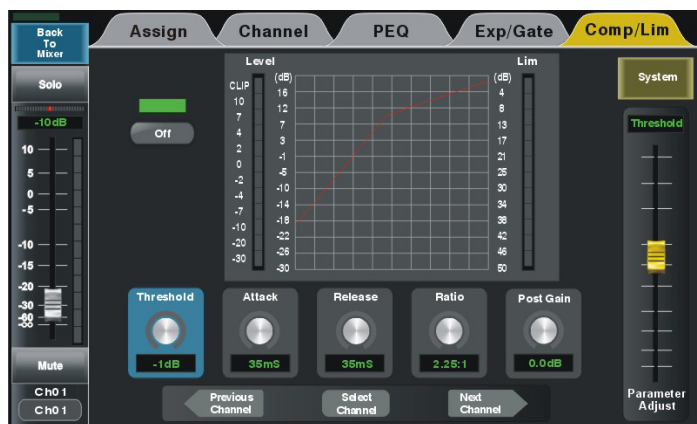 Back
To
Mixer
Assign
Channel
PEQ
Exp/Gate
Comp/Lim
Solo
-10dB
10
5
0
-5
-10
-15
-20
-30
-60
-∞
Mute
Ch01
Ch01
Off
Level
CLIP
10
7
4
2
0
-2
-4
-7
-10
-20
-30
(dB)
16
12
7
3
-1
-5
-10
-14
-18
-22
-26
-30
Lim
(dB)
4
8
13
17
21
25
30
34
38
42
46
50
System
Threshold
Threshold
-1dB
Attack
35mS
Release
35mS
Ratio
2.25:1
Post Gain
0.0dB
Previous
Channel
Select
Channel
Next
Channel
Parameter
Adjust